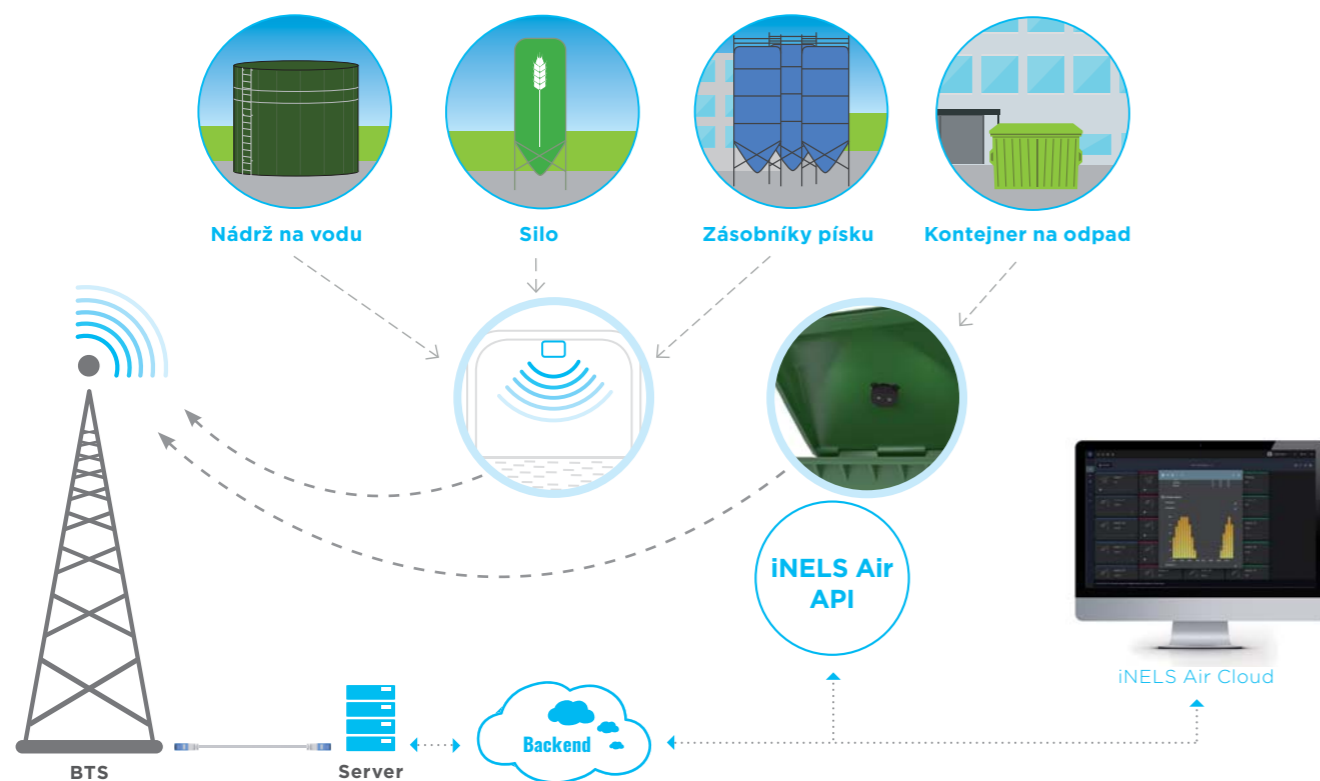 Nádrž na vodu
Silo
Zásobníky písku
Kontejner na odpad
iNELS Air
API
iNELS Air Cloud
Backend
BTS
Server